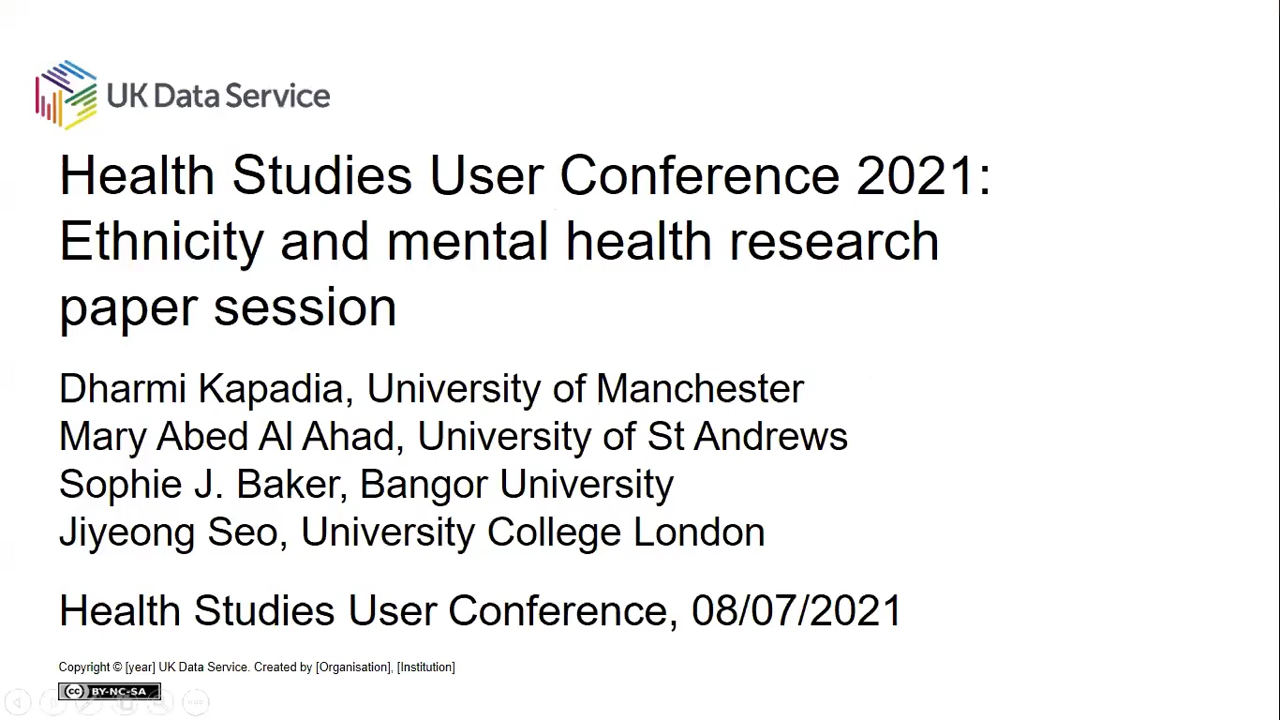 UK Data Service
Health Studies User Conference 2021:
Ethnicity and mental health research
paper session
Dharmi Kapadia, University of Manchester
Mary Abed Al Ahad, University of St Andrews
Sophie J. Baker, Bangor University
Jiyeong Seo, University College London
Health Studies User Conference, 08/07/2021
Copyright © [year] UK Data Service. Created by [Organisation], [Institution]
cc BY-NC-SA